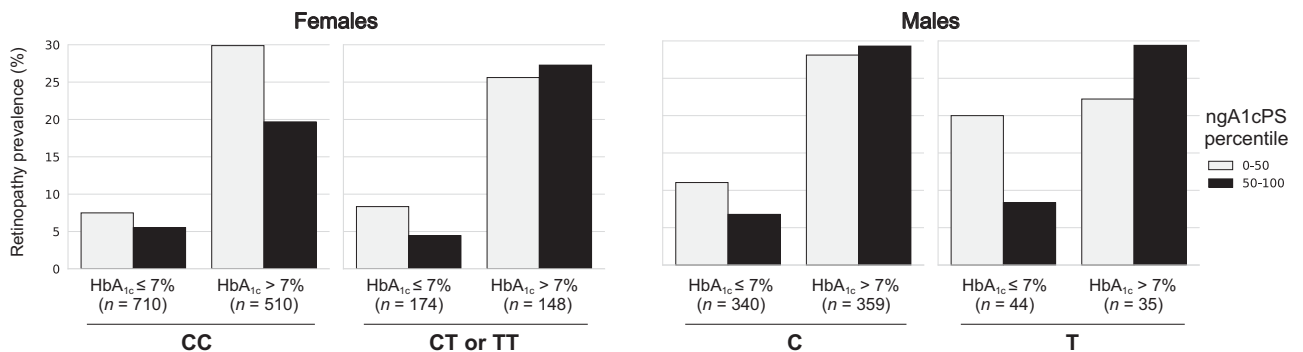 Females
Males
Retinopathy prevalence (%)
30
25
20
15
10
5
0
HbA1c ≤ 7%
(n = 710)
HbA1c > 7%
(n = 510)
CC
HbA1c ≤ 7%
(n = 174)
HbA1c > 7%
(n = 148)
CT or TT
HbA1c ≤ 7%
(n = 340)
HbA1c > 7%
(n = 359)
C
HbA1c ≤ 7%
(n = 44)
HbA1c > 7%
(n = 35)
T
ngA1cPS
percentile
0-50
50-100